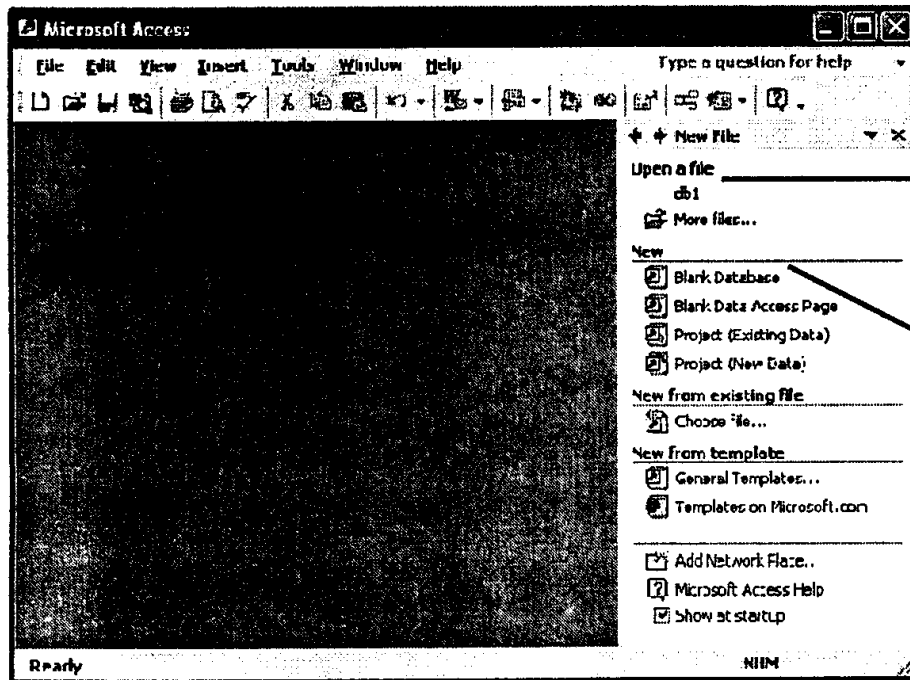 Microsoft Access
File Edit View Insert Tools Window Help
Type a question for help
New File
Open a file
db1
More files...
New
Blank Database
Blank Data Access Page
Project (Existing Data)
Project (New Data)
New from existing file
Choose file...
New from template
General Templates...
Templates on Microsoft.com
Add Network Place...
Microsoft Access Help
Show at startup
Ready
NUM